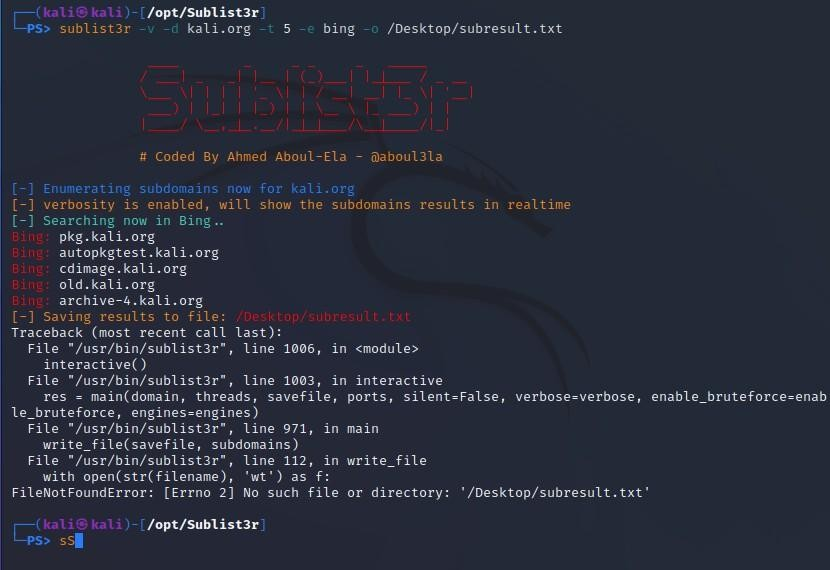 ┌──(kali㉿kali)-[/opt/Sublist3r]
└─PS> sublist3r -v -d kali.org -t 5 -e bing -o /Desktop/subresult.txt
Sublist3r
# Coded By Ahmed Aboul-Ela - @aboul3la
[-] Enumerating subdomains now for kali.org
[-] verbosity is enabled, will show the subdomains results in realtime
[-] Searching now in Bing..
Bing: pkg.kali.org
Bing: autopkgtest.kali.org
Bing: cdimage.kali.org
Bing: old.kali.org
Bing: archive-4.kali.org
[-] Saving results to file: /Desktop/subresult.txt
Traceback (most recent call last):
  File "/usr/bin/sublist3r", line 1006, in <module>
    interactive()
  File "/usr/bin/sublist3r", line 1003, in interactive
    res = main(domain, threads, savefile, ports, silent=False, verbose=verbose, enable_bruteforce=enab
le_bruteforce, engines=engines)
  File "/usr/bin/sublist3r", line 971, in main
    write_file(savefile, subdomains)
  File "/usr/bin/sublist3r", line 112, in write_file
    with open(str(filename), 'wt') as f:
FileNotFoundError: [Errno 2] No such file or directory: '/Desktop/subresult.txt'
┌──(kali㉿kali)-[/opt/Sublist3r]
└─PS> sS